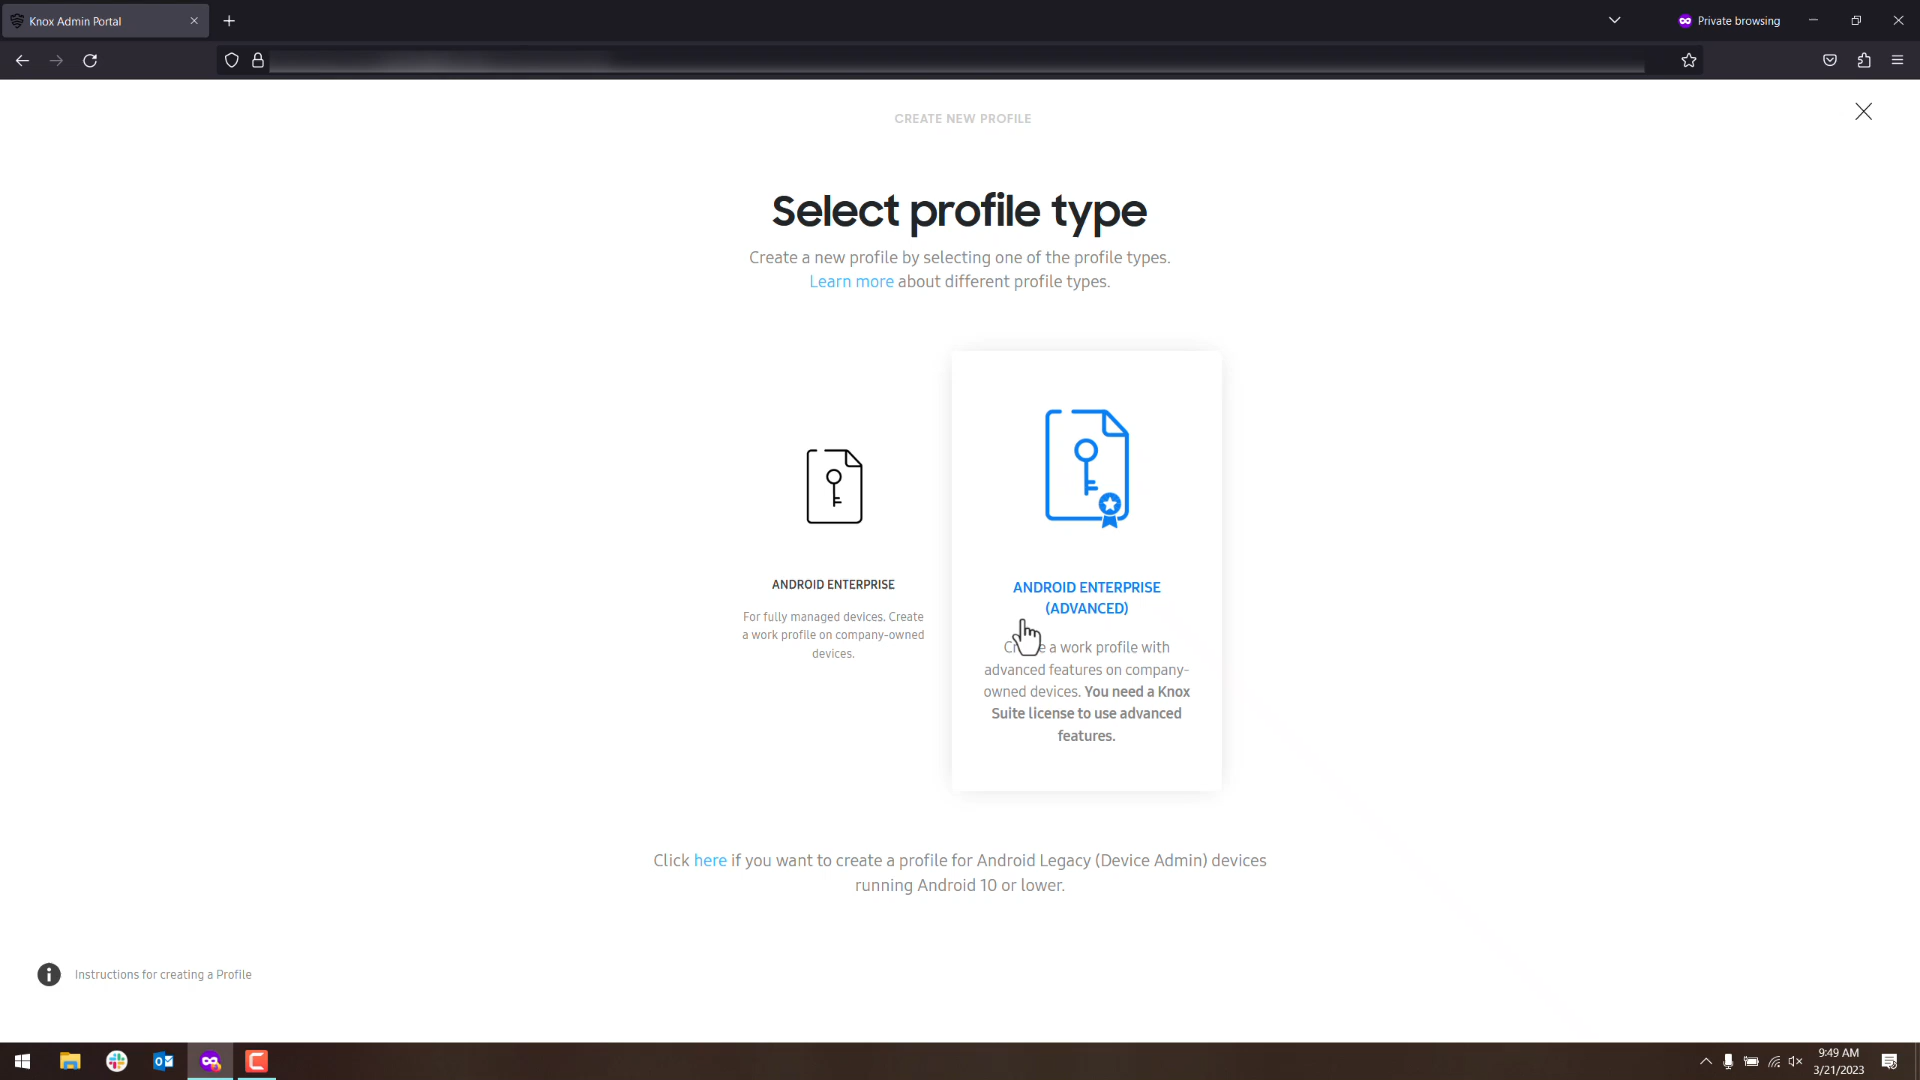 Knox Admin Portal
Private browsing
CREATE NEW PROFILE
Select profile type
Create a new profile by selecting one of the profile types.
Learn more about different profile types.
ANDROID ENTERPRISE
For fully managed devices. Create
a work profile on company-owned
devices.
ANDROID ENTERPRISE
(ADVANCED)
a work profile with
advanced features on company-
owned devices. You need a Knox
Suite license to use advanced
features.
Click here if you want to create a profile for Android Legacy (Device Admin) devices
running Android 10 or lower.
Instructions for creating a Profile
9:49 AM
3/21/2023